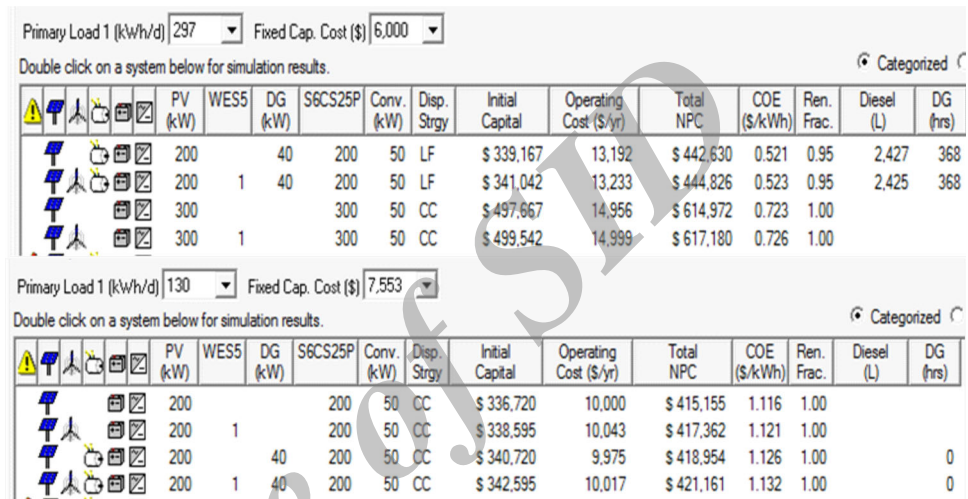 Primary Load 1 (kWh/d) 297 Fixed Cap. Cost ($) 6,000
Double click on a system below for simulation results. Categorized
PV (kW) WES5 DG (kW) S6CS25P Conv. (kW) Disp. Strgy Initial Capital Operating Cost ($/yr) Total NPC COE ($/kWh) Ren. Frac. Diesel (L) DG (hrs)
200 40 200 50 LF $ 339,167 13,192 $ 442,630 0.521 0.95 2,427 368
200 1 40 200 50 LF $ 341,042 13,233 $ 444,826 0.523 0.95 2,425 368
300 300 50 CC $ 497,667 14,956 $ 614,972 0.723 1.00
300 1 300 50 CC $ 499,542 14,999 $ 617,180 0.726 1.00
Primary Load 1 (kWh/d) 130 Fixed Cap. Cost ($) 7,553
Double click on a system below for simulation results. Categorized
PV (kW) WES5 DG (kW) S6CS25P Conv. (kW) Disp. Strgy Initial Capital Operating Cost ($/yr) Total NPC COE ($/kWh) Ren. Frac. Diesel (L) DG (hrs)
200 200 50 CC $ 336,720 10,000 $ 415,155 1.116 1.00
200 1 200 50 CC $ 338,595 10,043 $ 417,362 1.121 1.00
200 40 200 50 CC $ 340,720 9,975 $ 418,954 1.126 1.00 0
200 1 40 200 50 CC $ 342,595 10,017 $ 421,161 1.132 1.00 0
of SID